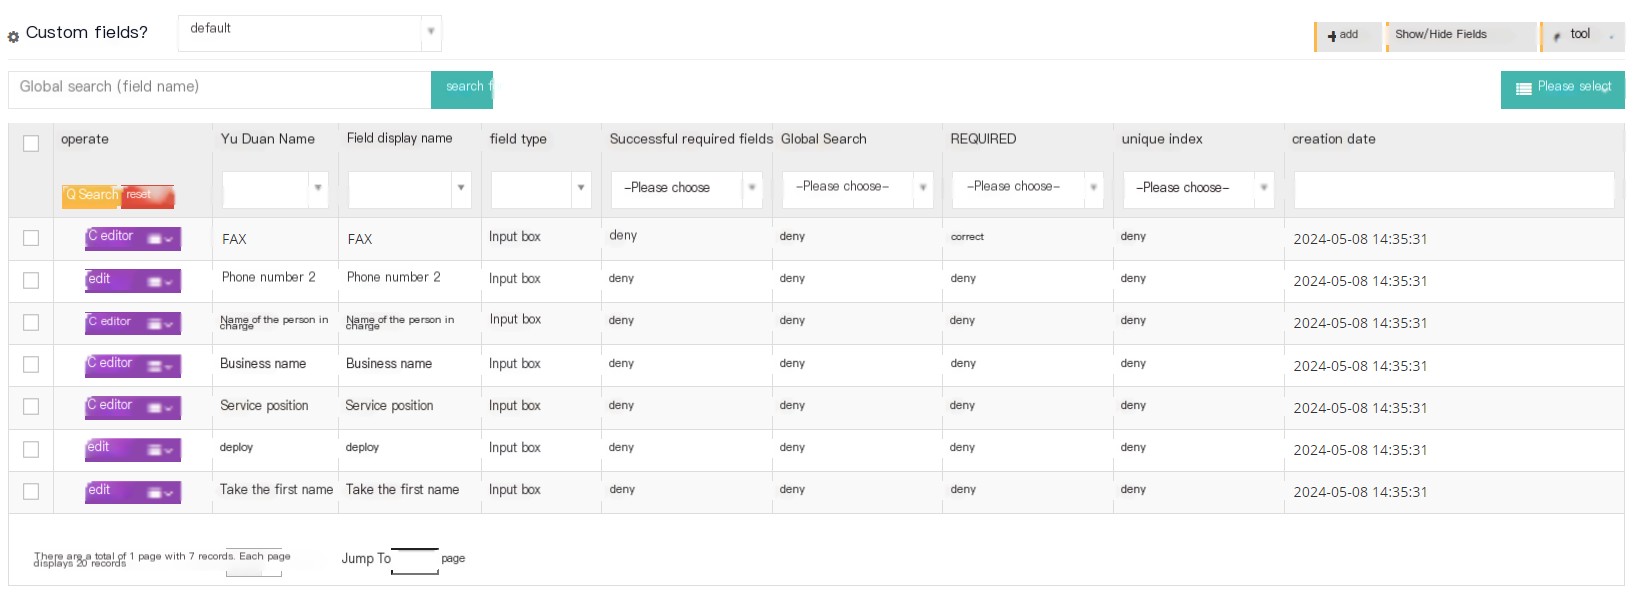 Custom fields?
default
add
Show/Hide Fields
tool
Global search (field name)
search f
Please select
operate
Yu Duan Name
Field display name
field type
Successful required fields
Global Search
REQUIRED
unique index
creation date
Q Search
reset
-Please choose
-Please choose-
-Please choose-
-Please choose-
C editor FAX FAX Input box deny deny correct deny 2024-05-08 14:35:31
edit Phone number 2 Phone number 2 Input box deny deny deny deny 2024-05-08 14:35:31
C editor Name of the person in charge Name of the person in charge Input box deny deny deny deny 2024-05-08 14:35:31
C editor Business name Business name Input box deny deny deny deny 2024-05-08 14:35:31
C editor Service position Service position Input box deny deny deny deny 2024-05-08 14:35:31
edit deploy deploy Input box deny deny deny deny 2024-05-08 14:35:31
edit Take the first name Take the first name Input box deny deny deny deny 2024-05-08 14:35:31
There are a total of 1 page with 7 records. Each page
displays 20 records
Jump To
page